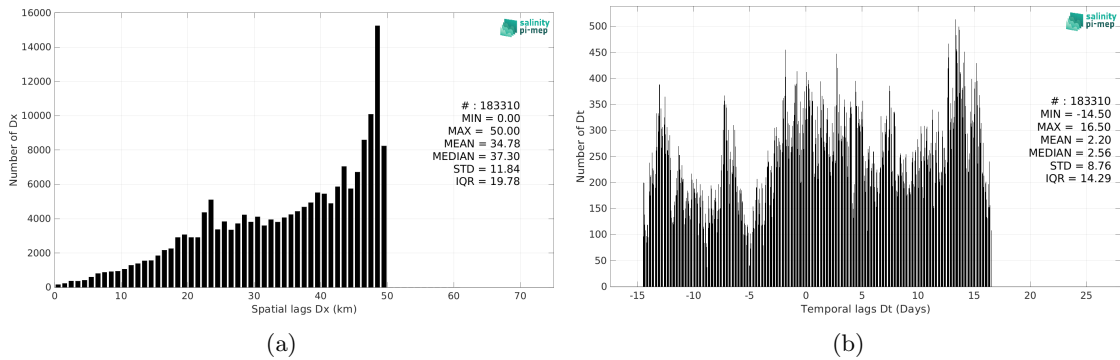 16000
14000
12000
10000
8000
6000
4000
2000
0
Number of Dx
0 10 20 30 40 50 60 70
Spatial lags Dx (km)
salinity
pi-mep
# : 183310
MIN = 0.00
MAX = 50.00
MEAN = 34.78
MEDIAN = 37.30
STD = 11.84
IQR = 19.78
(a)
500
450
400
350
300
250
200
150
100
50
0
Number of Dt
-15 -10 -5 0 5 10 15 20 25
Temporal lags Dt (Days)
salinity
pi-mep
# : 183310
MIN = -14.50
MAX = 16.50
MEAN = 2.20
MEDIAN = 2.56
STD = 8.76
IQR = 14.29
(b)